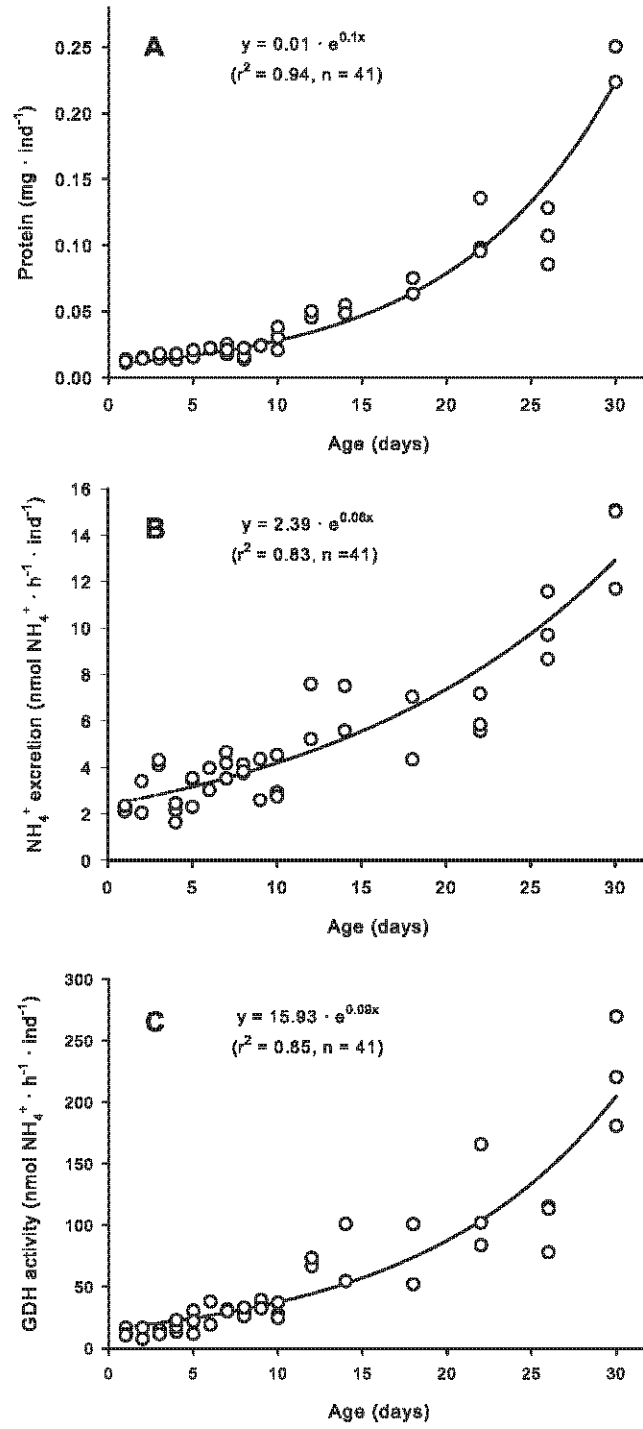 A
y = 0.01 · e^0.1x
(r² = 0.94, n = 41)
Protein (mg · ind⁻¹)
0.25
0.20
0.15
0.10
0.05
0.00
0 5 10 15 20 25 30
Age (days)
B
y = 2.39 · e^0.06x
(r² = 0.83, n =41)
NH₄⁺ excretion (nmol NH₄⁺ · h⁻¹ · ind⁻¹)
16
14
12
10
8
6
4
2
0
0 5 10 15 20 25 30
Age (days)
C
y = 15.93 · e^0.09x
(r² = 0.85, n = 41)
GDH activity (nmol NH₄⁺ · h⁻¹ · ind⁻¹)
300
250
200
150
100
50
0
0 5 10 15 20 25 30
Age (days)